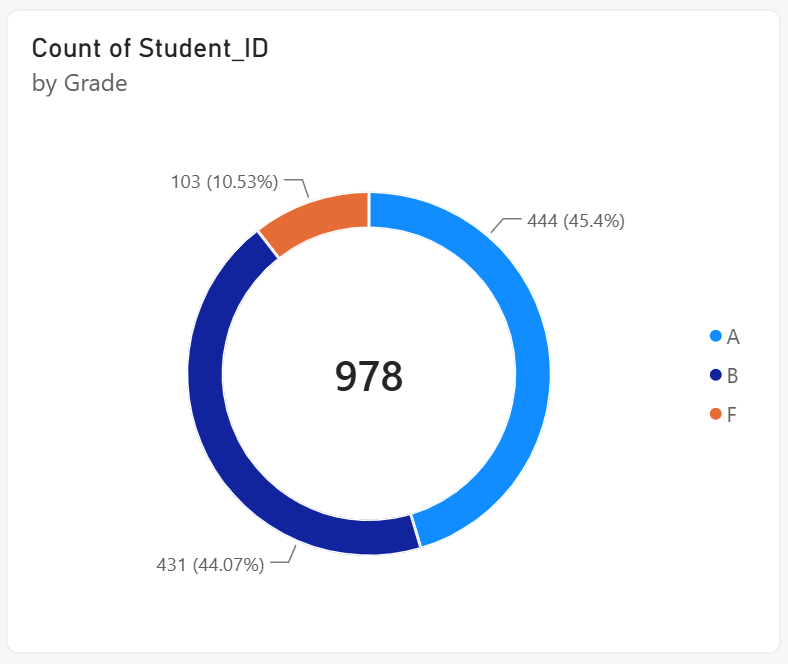 Count of Student_ID
by Grade
103 (10.53%)
444 (45.4%)
978
A
B
F
431 (44.07%)